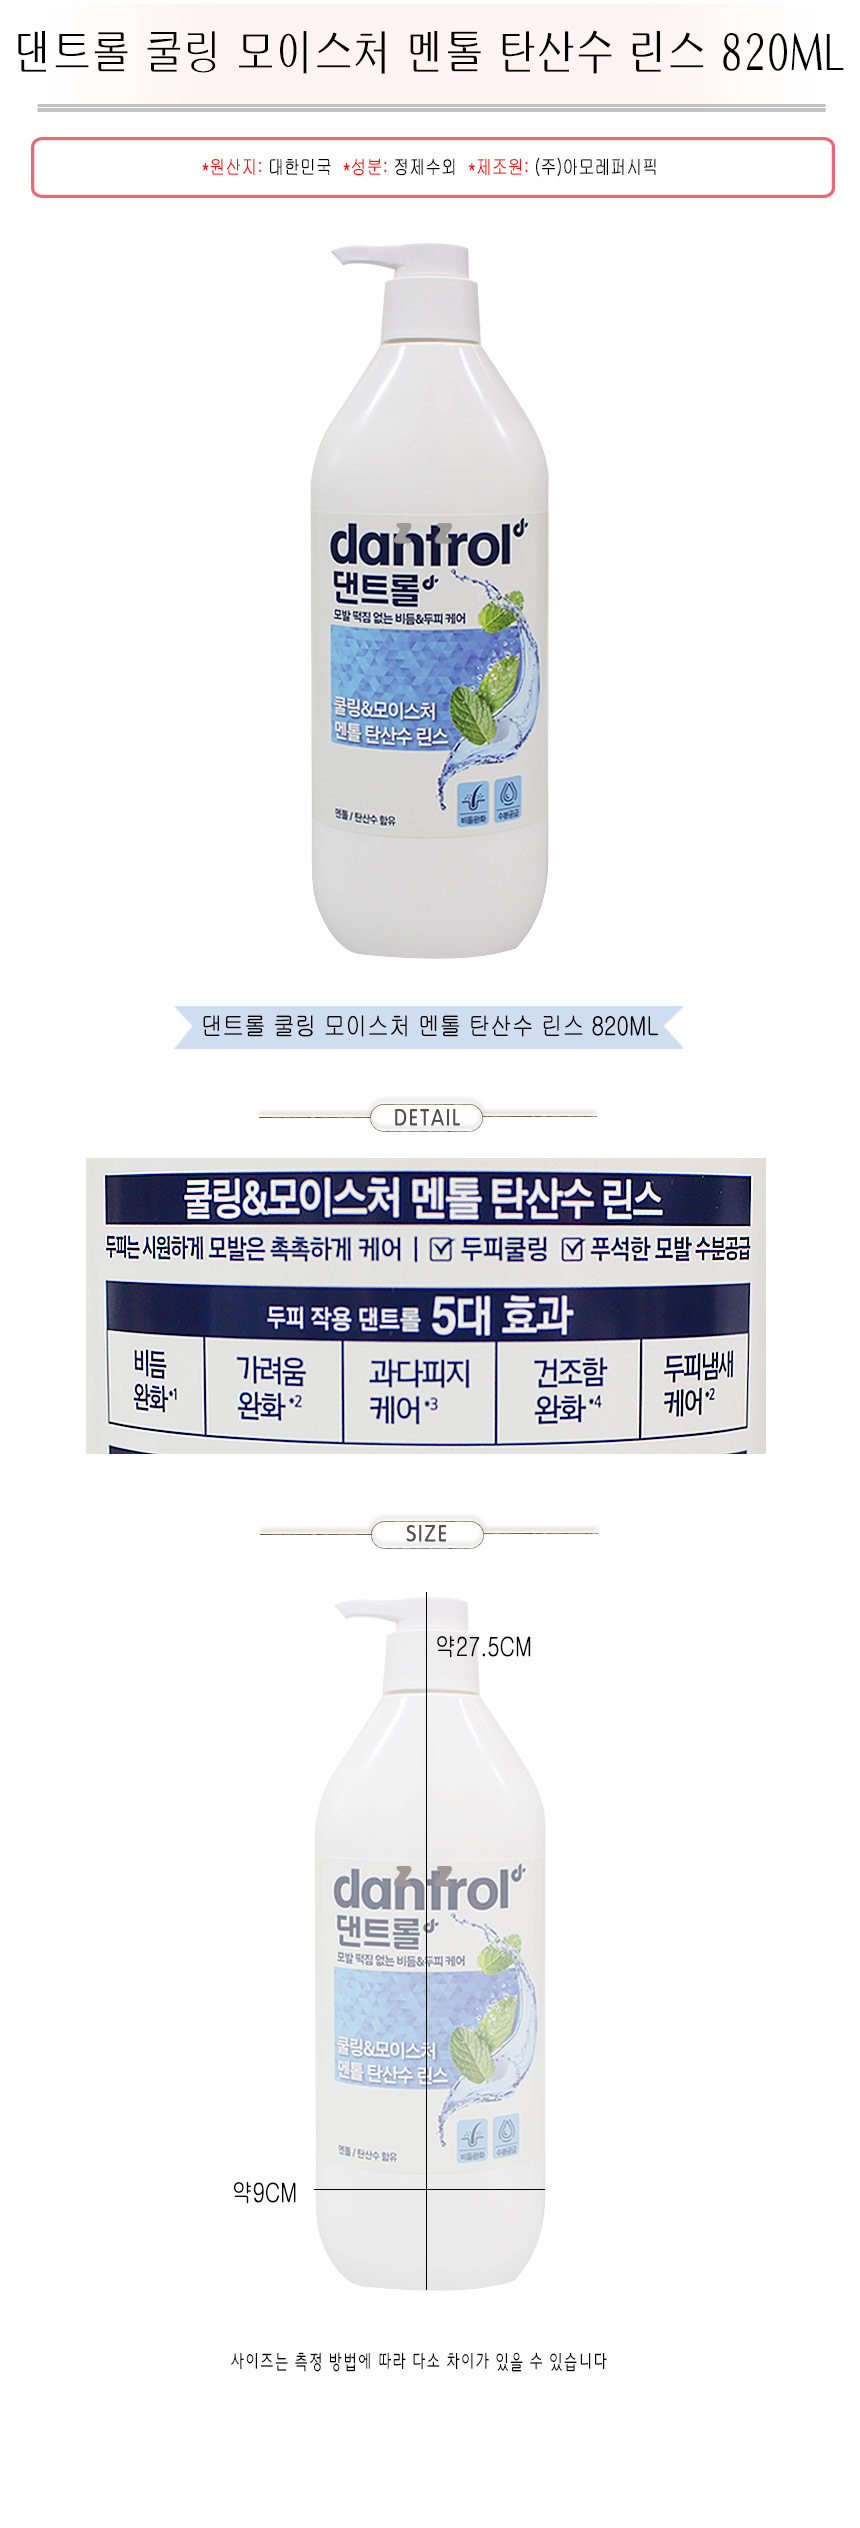 댄트롤 쿨링 모이스처 멘톨 탄산수 린스 820ML
*원산지: 대한민국 *성분: 정제수외 *제조원: (주)아모레퍼시픽
dantrol
댄트롤
모발 떡짐 없는 비듬&두피 케어
쿨링&모이스처
멘톨 탄산수 린스
멘톨 / 탄산수 함유
비듬완화 수분공급
댄트롤 쿨링 모이스처 멘톨 탄산수 린스 820ML
DETAIL
쿨링&모이스처 멘톨 탄산수 린스
두피는 시원하게 모발은 촉촉하게 케어 | ☑ 두피쿨링 ☑ 푸석한 모발 수분공급
두피 작용 댄트롤 5대 효과
비듬 완화*1
가려움 완화*2
과다피지 케어*3
건조함 완화*4
두피냄새 케어*2
SIZE
약27.5CM
dantrol
댄트롤
모발 떡짐 없는 비듬&두피 케어
쿨링&모이스처
멘톨 탄산수 린스
멘톨 / 탄산수 함유
비듬완화 수분공급
약9CM
사이즈는 측정 방법에 따라 다소 차이가 있을 수 있습니다